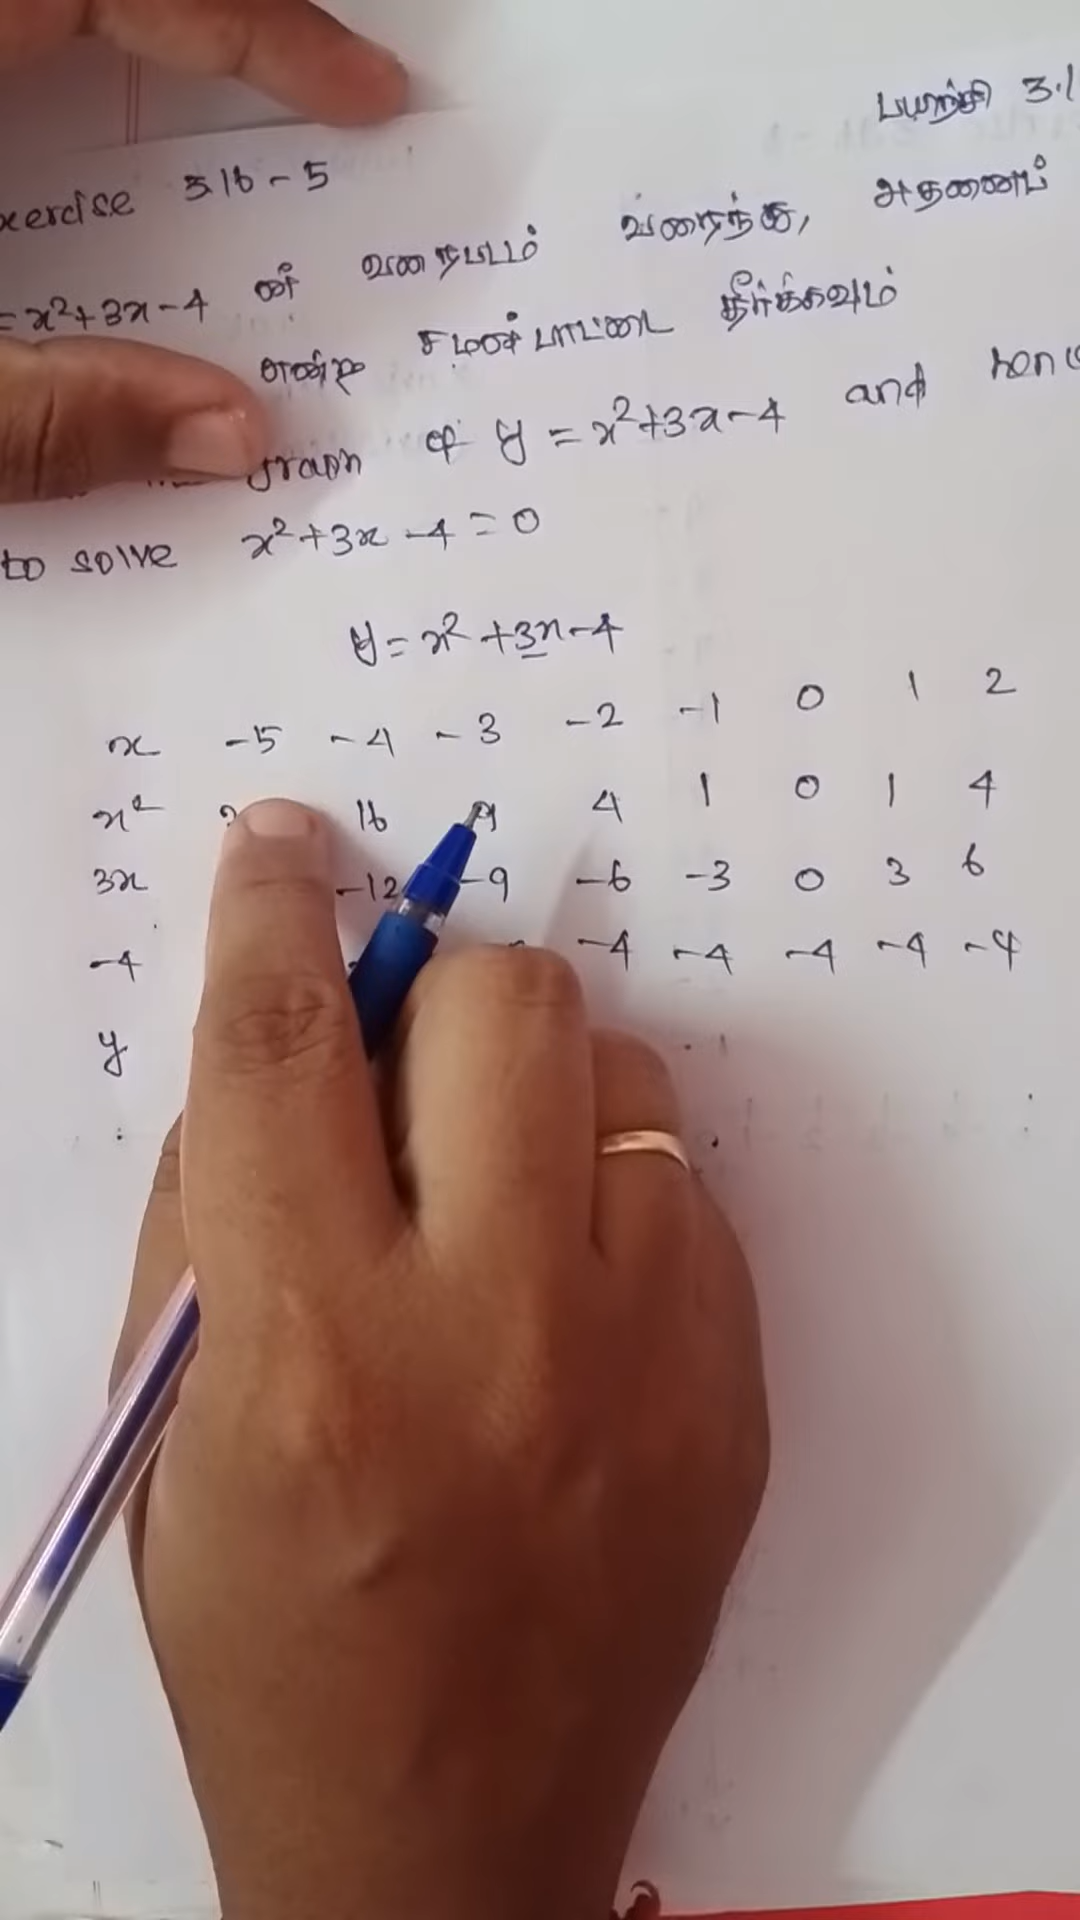 பயிற்சி 3.1
xercise 3.16 - 5
= x²+3x-4 ன் வரைபடம் வரைந்து, அதனைப்
என்ற சமன்பாட்டை தீர்க்கவும்
graph of y = x²+3x-4 and henc
to solve x²+3x-4=0
y = x²+3x-4
x -5 -4 -3 -2 -1 0 1 2
x² 16 9 4 1 0 1 4
3x -12 -9 -6 -3 0 3 6
-4 -4 -4 -4 -4 -4
y